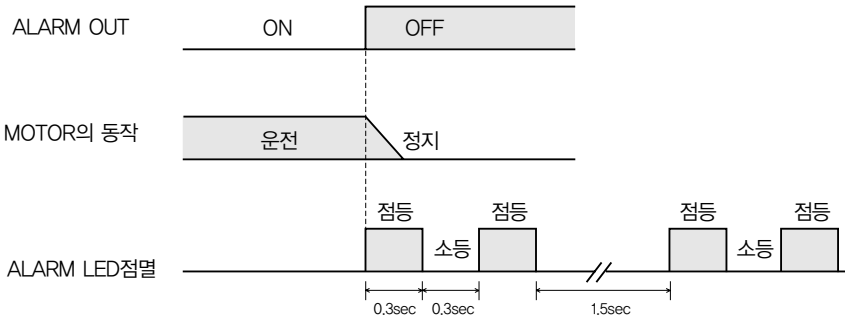 ALARM OUT ON OFF
MOTOR의 동작 운전 정지
점등 점등 점등 점등
ALARM LED점멸 소등 소등
0.3sec 0.3sec 1.5sec